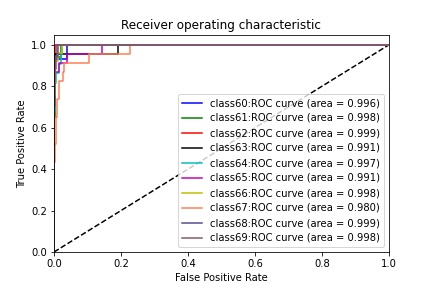 Receiver operating characteristic
True Positive Rate
1.0
0.8
0.6
0.4
0.2
0.0
class60:ROC curve (area = 0.996)
class61:ROC curve (area = 0.998)
class62:ROC curve (area = 0.999)
class63:ROC curve (area = 0.991)
class64:ROC curve (area = 0.997)
class65:ROC curve (area = 0.991)
class66:ROC curve (area = 0.998)
class67:ROC curve (area = 0.980)
class68:ROC curve (area = 0.999)
class69:ROC curve (area = 0.998)
0.0 0.2 0.4 0.6 0.8 1.0
False Positive Rate